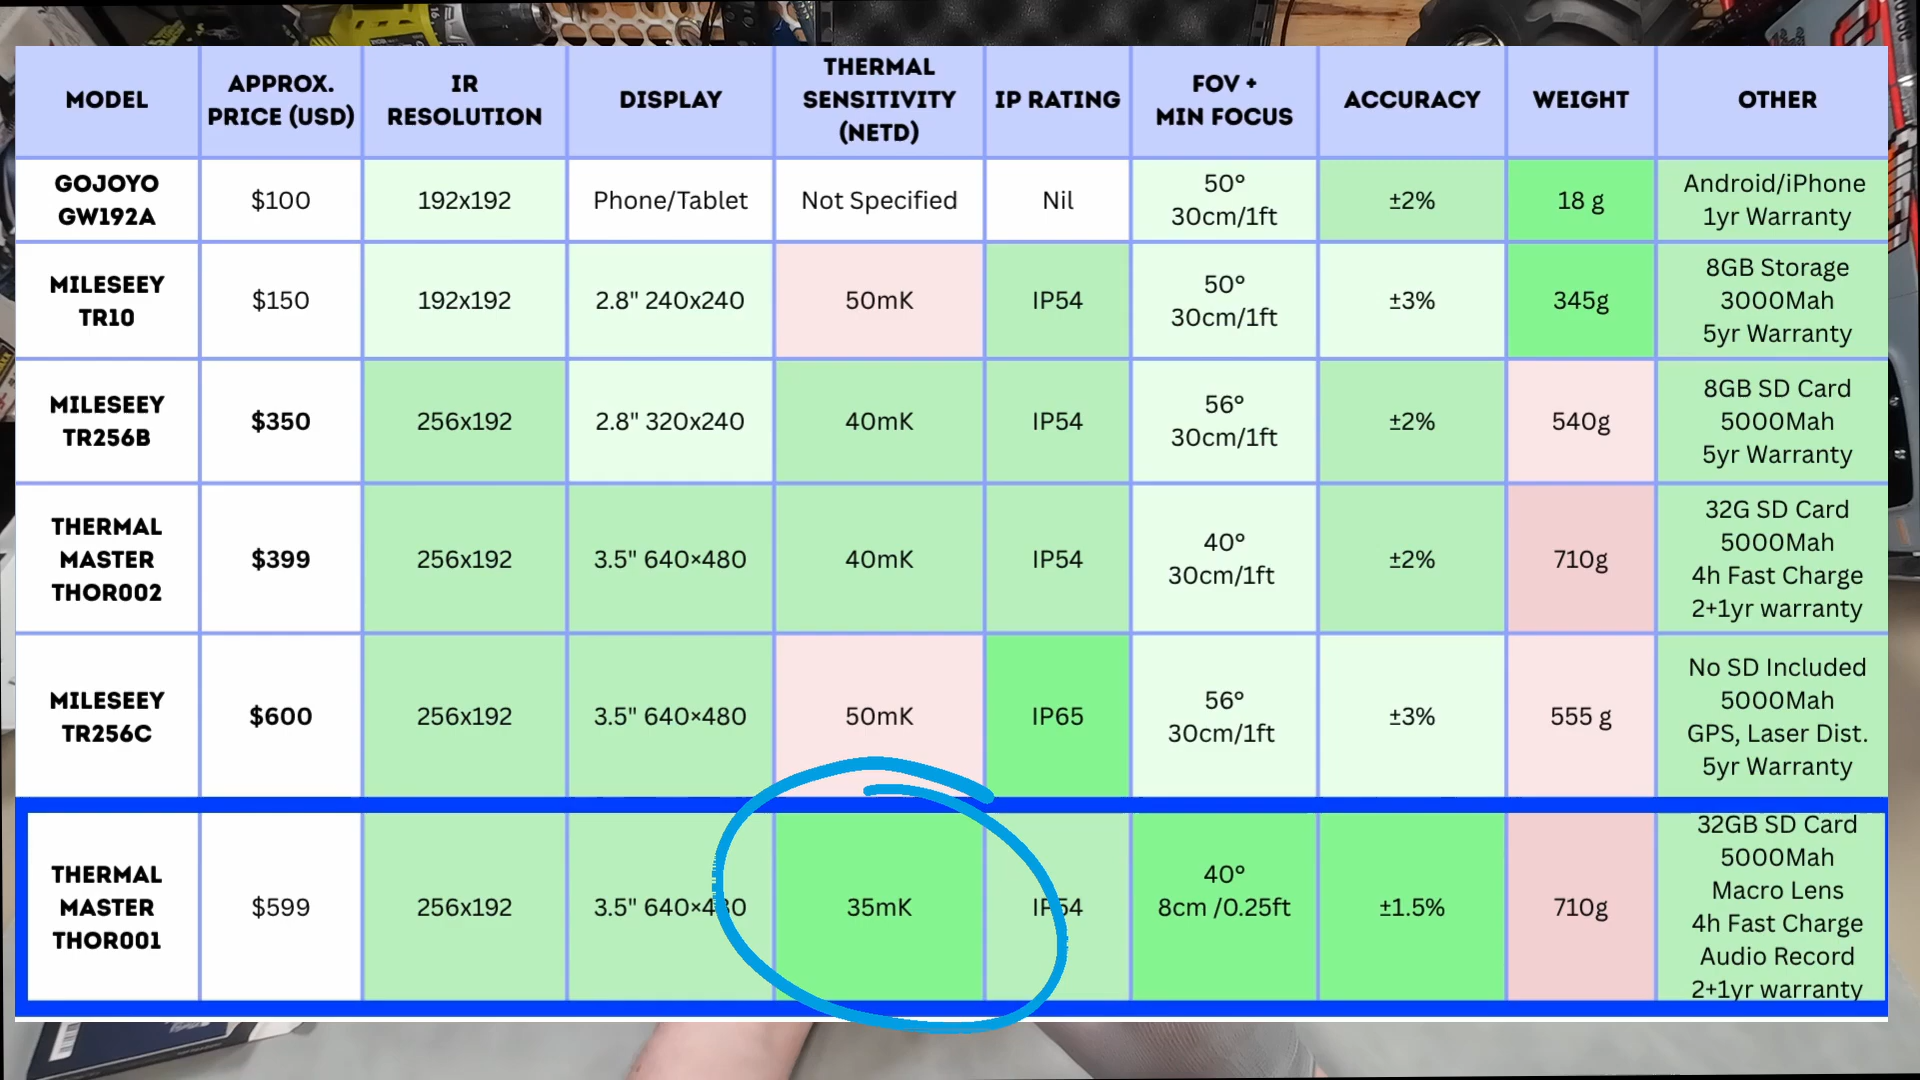 MODEL
APPROX.
PRICE (USD)
IR
RESOLUTION
DISPLAY
THERMAL
SENSITIVITY
(NETD)
IP RATING
FOV +
MIN FOCUS
ACCURACY
WEIGHT
OTHER
GOJOYO
GW192A
$100
192x192
Phone/Tablet
Not Specified
Nil
50°
30cm/1ft
±2%
18 g
Android/iPhone
1yr Warranty
MILESEEY
TR10
$150
192x192
2.8" 240x240
50mK
IP54
50°
30cm/1ft
±3%
345g
8GB Storage
3000Mah
5yr Warranty
MILESEEY
TR256B
$350
256x192
2.8" 320x240
40mK
IP54
56°
30cm/1ft
±2%
540g
8GB SD Card
5000Mah
5yr Warranty
THERMAL
MASTER
THOR002
$399
256x192
3.5" 640×480
40mK
IP54
40°
30cm/1ft
±2%
710g
32G SD Card
5000Mah
4h Fast Charge
2+1yr warranty
MILESEEY
TR256C
$600
256x192
3.5" 640×480
50mK
IP65
56°
30cm/1ft
±3%
555 g
No SD Included
5000Mah
GPS, Laser Dist.
5yr Warranty
THERMAL
MASTER
THOR001
$599
256x192
3.5" 640×480
35mK
IP54
40°
8cm /0.25ft
±1.5%
710g
32GB SD Card
5000Mah
Macro Lens
4h Fast Charge
Audio Record
2+1yr warranty